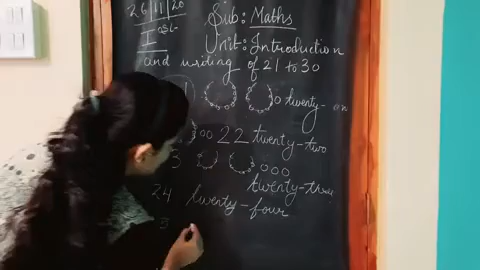 26|11|20
I
Sub: Maths
Unit: Introduction
and writing of 21 to 30
twenty-
22 twenty-two
3
twenty-three
24 twenty-four